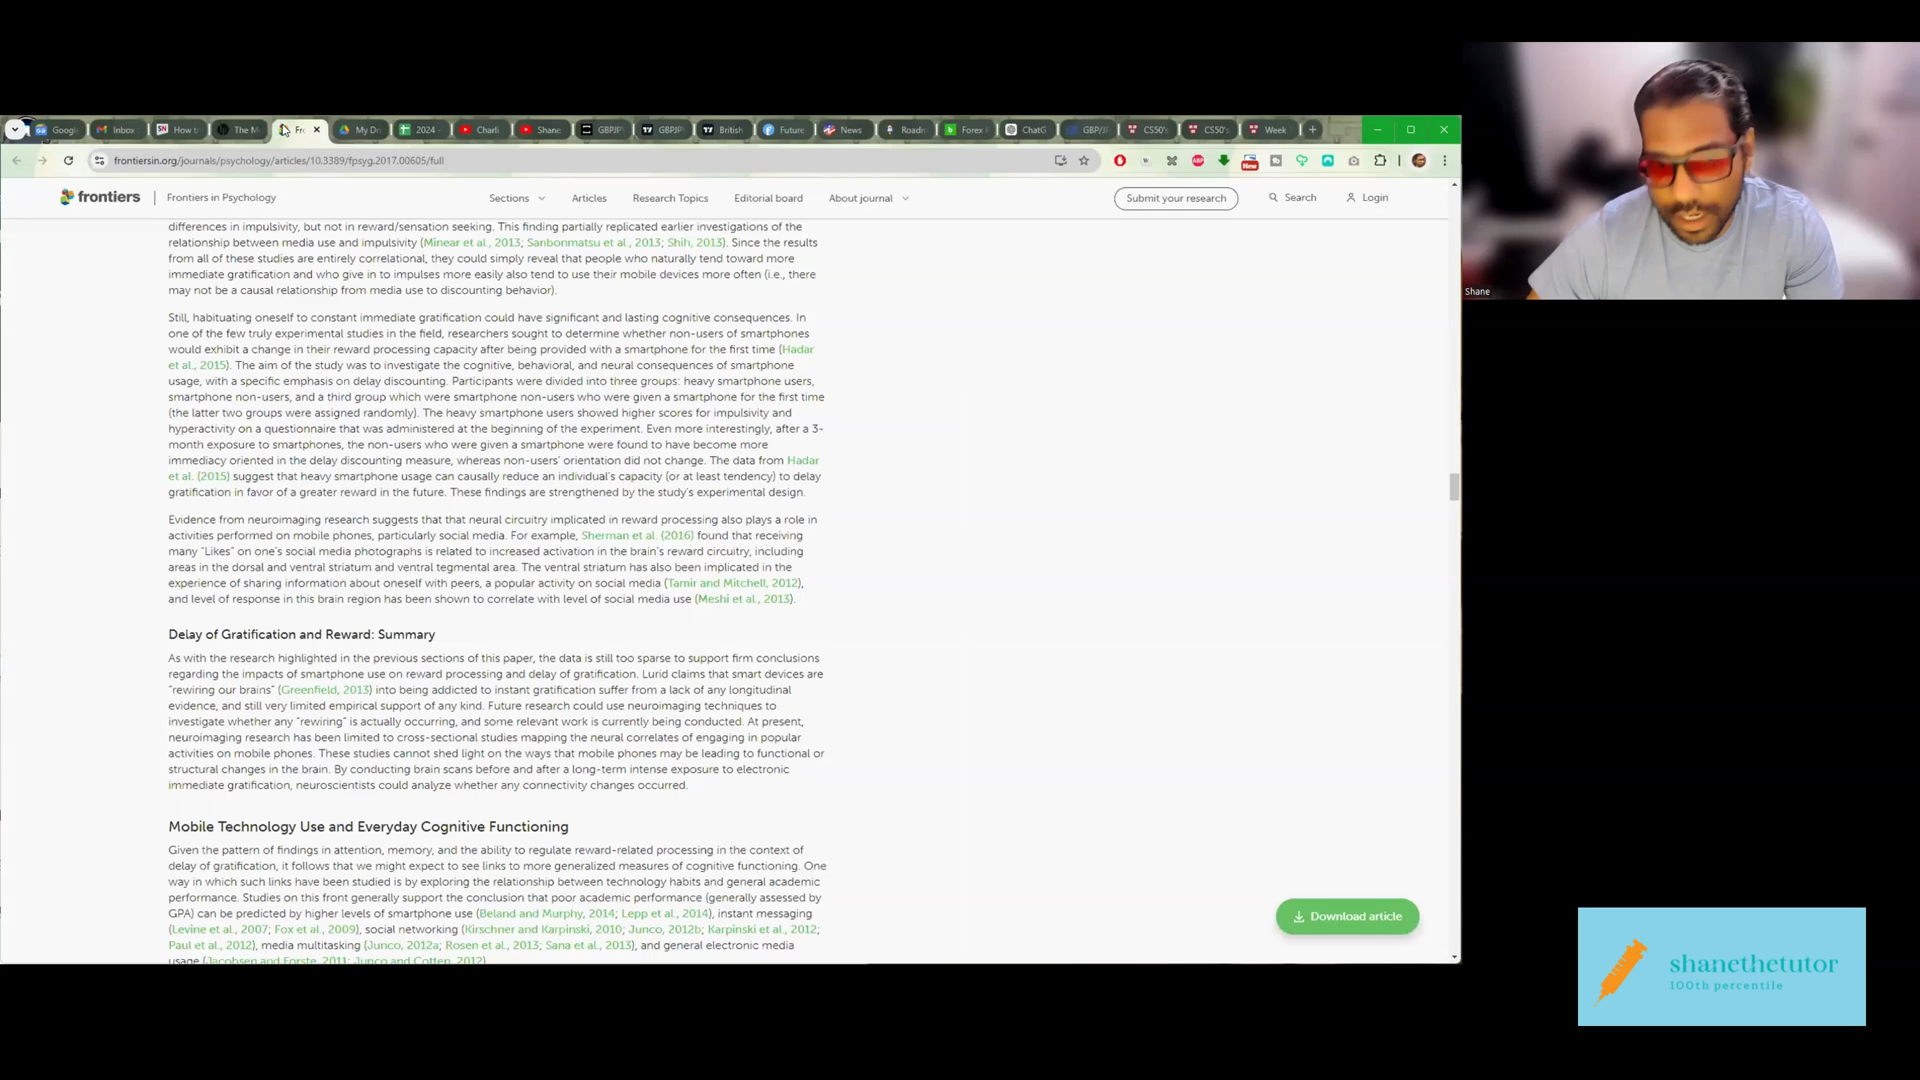 Googl
Inbox
How t
The M
Fro
My Dr
2024 -
Charli
Shane
GBPJP
GBPJP
British
Future
News
Roadm
Forex
ChatG
GBP/JP
CS50's
CS50's
Week
frontiersin.org/journals/psychology/articles/10.3389/fpsyg.2017.00605/full
ABP
New
frontiers
Frontiers in Psychology
Sections
Articles
Research Topics
Editorial board
About journal
Submit your research
Search
Login
differences in impulsivity, but not in reward/sensation seeking. This finding partially replicated earlier investigations of the
relationship between media use and impulsivity (Minear et al., 2013; Sanbonmatsu et al., 2013; Shih, 2013). Since the results
from all of these studies are entirely correlational, they could simply reveal that people who naturally tend toward more
immediate gratification and who give in to impulses more easily also tend to use their mobile devices more often (i.e., there
may not be a causal relationship from media use to discounting behavior).
Still, habituating oneself to constant immediate gratification could have significant and lasting cognitive consequences. In
one of the few truly experimental studies in the field, researchers sought to determine whether non-users of smartphones
would exhibit a change in their reward processing capacity after being provided with a smartphone for the first time (Hadar
et al., 2015). The aim of the study was to investigate the cognitive, behavioral, and neural consequences of smartphone
usage, with a specific emphasis on delay discounting. Participants were divided into three groups: heavy smartphone users,
smartphone non-users, and a third group which were smartphone non-users who were given a smartphone for the first time
(the latter two groups were assigned randomly). The heavy smartphone users showed higher scores for impulsivity and
hyperactivity on a questionnaire that was administered at the beginning of the experiment. Even more interestingly, after a 3-
month exposure to smartphones, the non-users who were given a smartphone were found to have become more
immediacy oriented in the delay discounting measure, whereas non-users' orientation did not change. The data from Hadar
et al. (2015) suggest that heavy smartphone usage can causally reduce an individual's capacity (or at least tendency) to delay
gratification in favor of a greater reward in the future. These findings are strengthened by the study's experimental design.
Evidence from neuroimaging research suggests that that neural circuitry implicated in reward processing also plays a role in
activities performed on mobile phones, particularly social media. For example, Sherman et al. (2016) found that receiving
many “Likes” on one's social media photographs is related to increased activation in the brain's reward circuitry, including
areas in the dorsal and ventral striatum and ventral tegmental area. The ventral striatum has also been implicated in the
experience of sharing information about oneself with peers, a popular activity on social media (Tamir and Mitchell, 2012),
and level of response in this brain region has been shown to correlate with level of social media use (Meshi et al., 2013).
Delay of Gratification and Reward: Summary
As with the research highlighted in the previous sections of this paper, the data is still too sparse to support firm conclusions
regarding the impacts of smartphone use on reward processing and delay of gratification. Lurid claims that smart devices are
“rewiring our brains” (Greenfield, 2013) into being addicted to instant gratification suffer from a lack of any longitudinal
evidence, and still very limited empirical support of any kind. Future research could use neuroimaging techniques to
investigate whether any “rewiring” is actually occurring, and some relevant work is currently being conducted. At present,
neuroimaging research has been limited to cross-sectional studies mapping the neural correlates of engaging in popular
activities on mobile phones. These studies cannot shed light on the ways that mobile phones may be leading to functional or
structural changes in the brain. By conducting brain scans before and after a long-term intense exposure to electronic
immediate gratification, neuroscientists could analyze whether any connectivity changes occurred.
Mobile Technology Use and Everyday Cognitive Functioning
Given the pattern of findings in attention, memory, and the ability to regulate reward-related processing in the context of
delay of gratification, it follows that we might expect to see links to more generalized measures of cognitive functioning. One
way in which such links have been studied is by exploring the relationship between technology habits and general academic
performance. Studies on this front generally support the conclusion that poor academic performance (generally assessed by
GPA) can be predicted by higher levels of smartphone use (Beland and Murphy, 2014; Lepp et al., 2014), instant messaging
(Levine et al., 2007; Fox et al., 2009), social networking (Kirschner and Karpinski, 2010; Junco, 2012b; Karpinski et al., 2012;
Paul et al., 2012), media multitasking (Junco, 2012a; Rosen et al., 2013; Sana et al., 2013), and general electronic media
usage (Jacobsen and Forste, 2011; Junco and Cotten, 2012).
Download article
Shane
shanethetutor
100th percentile